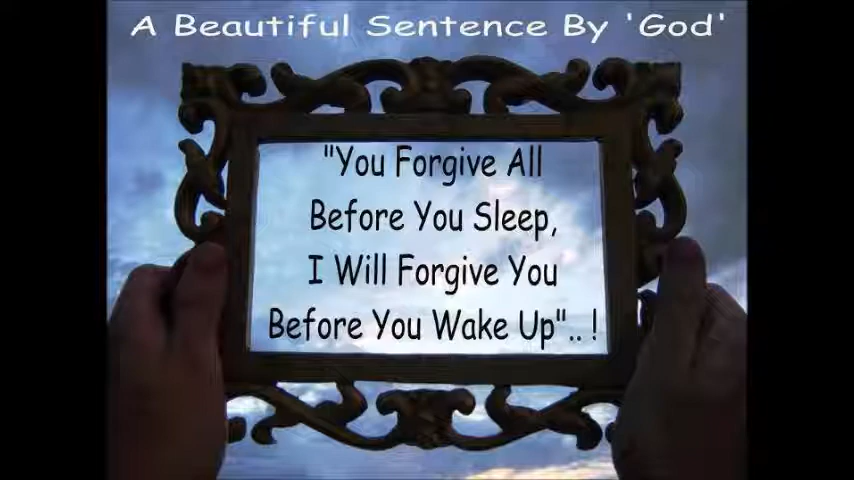 A Beautiful Sentence By 'God'
"You Forgive All
Before You Sleep,
I Will Forgive You
Before You Wake Up"..!